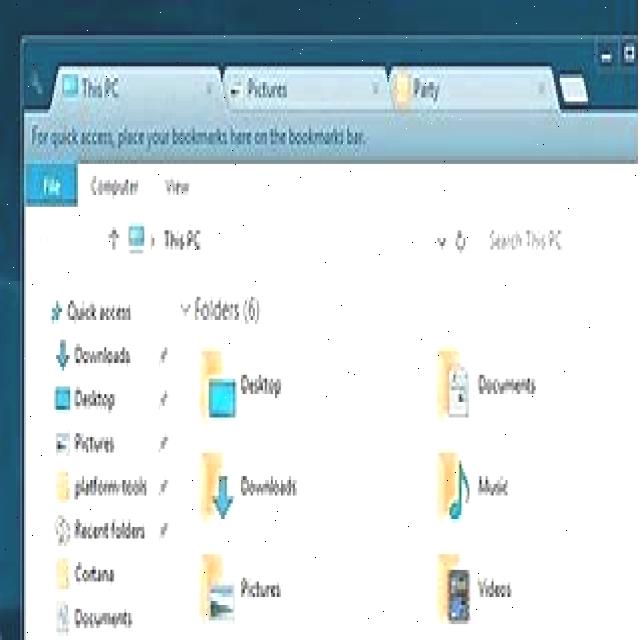 This PC Pictures Party
For quick access, place your bookmarks here on the bookmarks bar.
File Computer View
This PC Search This PC
Quick access
Downloads
Desktop
Pictures
platform-tools
Recent folders
Cortana
Documents
Folders (6)
Desktop Documents
Downloads Music
Pictures Videos